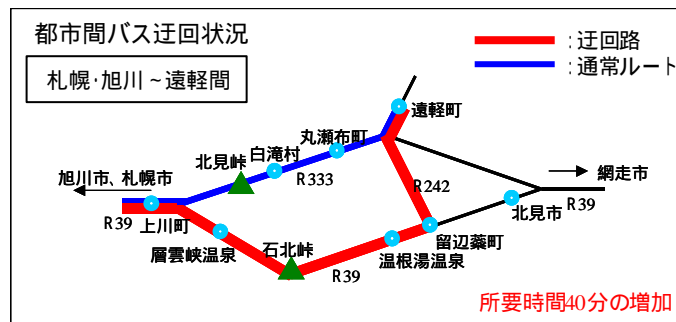 都市間バス迂回状況
札幌・旭川～遠軽間
:迂回路
:通常ルート
遠軽町
丸瀬布町
白滝村
北見峠
R333
旭川市、札幌市
網走市
R242
R39
北見市
R39
上川町
留辺蘂町
層雲峡温泉
石北峠
温根湯温泉
R39
所要時間40分の増加